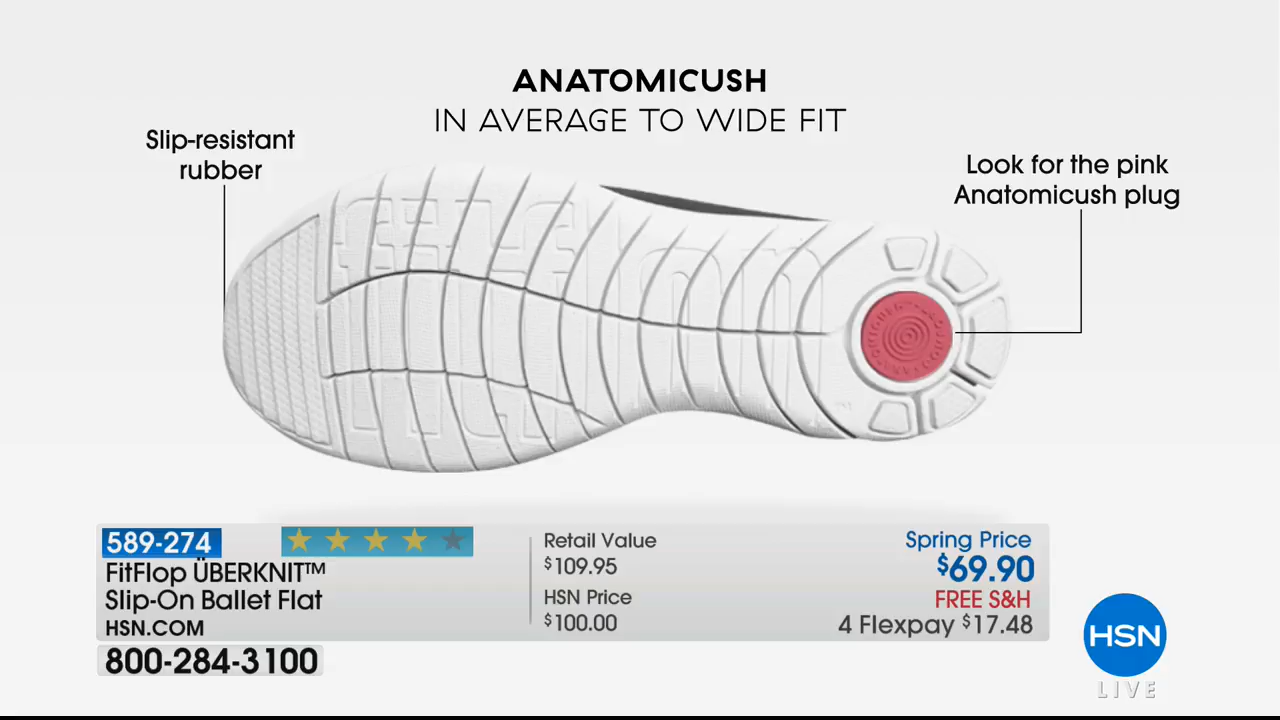 ANATOMICUSH
IN AVERAGE TO WIDE FIT
Slip-resistant
rubber
Look for the pink
Anatomicush plug
589-274
FitFlop ÜBERKNIT™
Slip-On Ballet Flat
HSN.COM
800-284-3100
Retail Value
$109.95
HSN Price
$100.00
Spring Price
$69.90
FREE S&H
4 Flexpay $17.48
HSN
LIVE